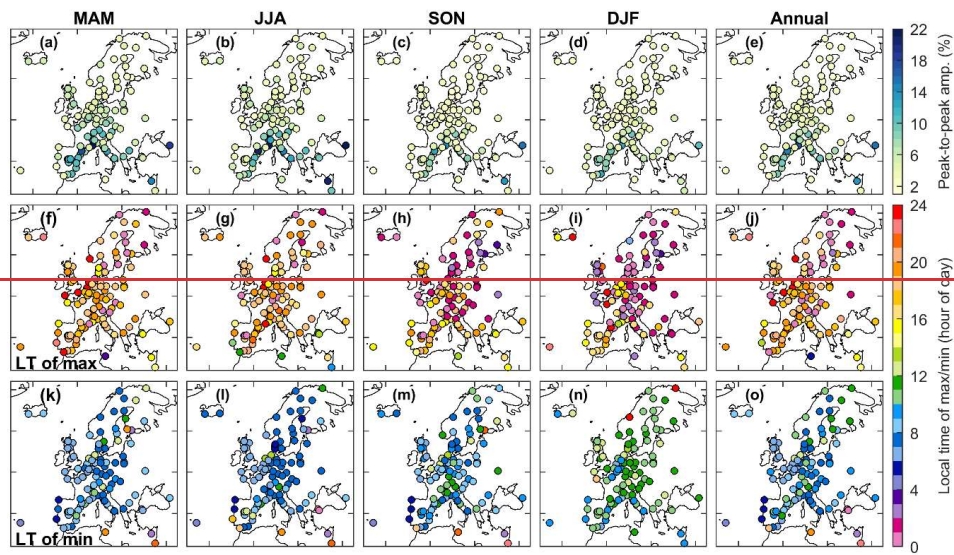 MAM JJA SON DJF Annual
(a) (b) (c) (d) (e)
22
18
14
10
6
2
Peak-to-peak amp. (%)
(f) (g) (h) (i) (j)
LT of max
24
20
16
12
8
4
0
Local time of max/min (hour of day)
(k) (l) (m) (n) (o)
LT of min